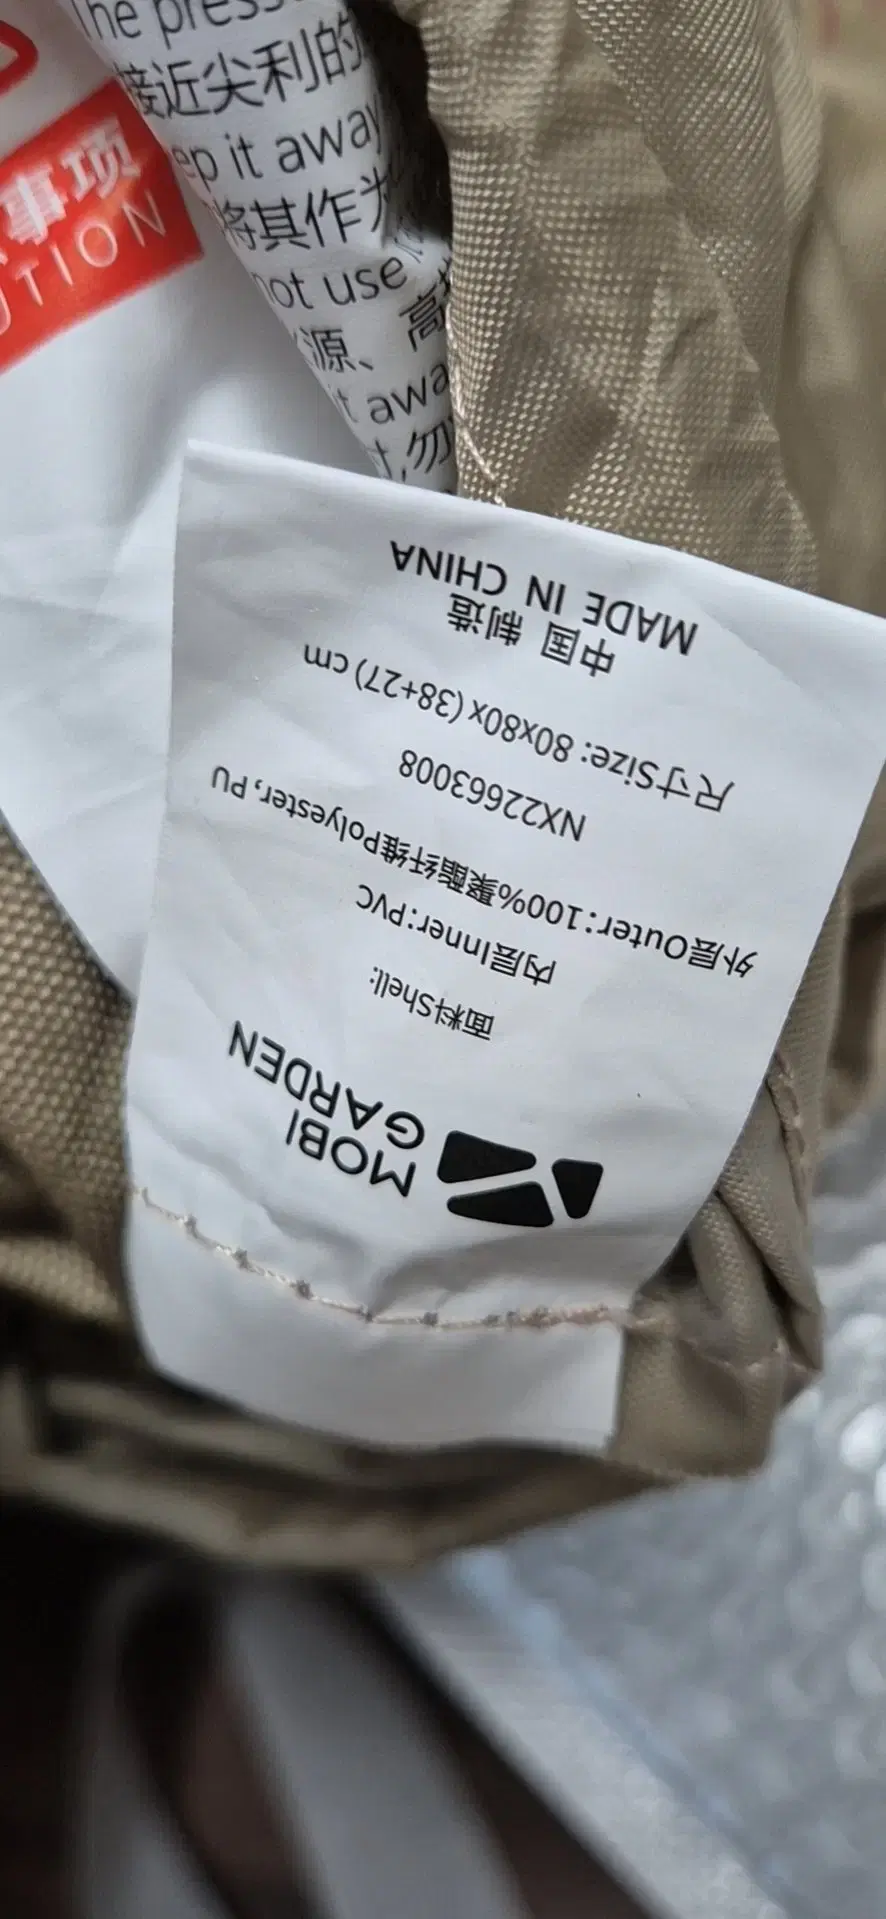 MOBI
GARDEN
面料Shell:
内层Inner:PVC
外层Outer:100%聚酯纤维Polyester, PU
NX22663008
尺寸Size: 80x80x (38+27) cm
中国 制造
MADE IN CHINA
The press
接近尖利的
ep it away
将其作为
not use
源、高
it awa
勿
事项
UTION